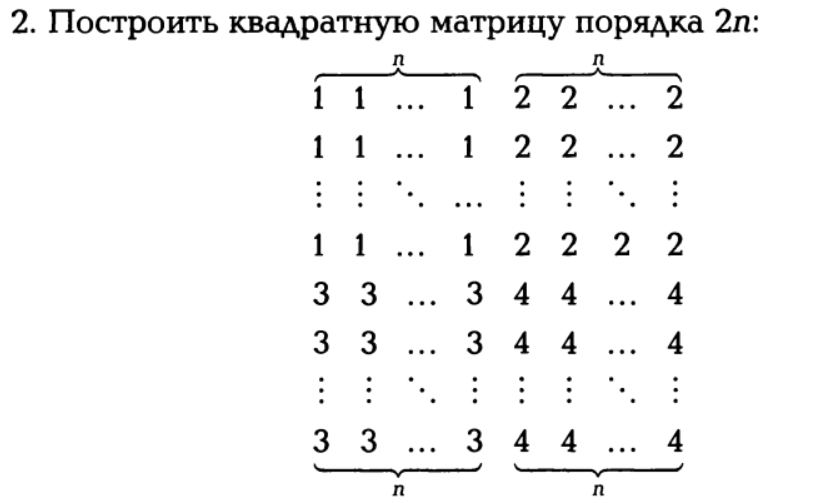 2. Построить квадратную матрицу порядка 2n:
n n
1 1 ... 1 2 2 ... 2
1 1 ... 1 2 2 ... 2
⋮ ⋮ ⋱ ... ⋮ ⋮ ⋱ ⋮
1 1 ... 1 2 2 2 2
3 3 ... 3 4 4 ... 4
3 3 ... 3 4 4 ... 4
⋮ ⋮ ⋱ ⋮ ⋮ ⋮ ⋱ ⋮
3 3 ... 3 4 4 ... 4
n n